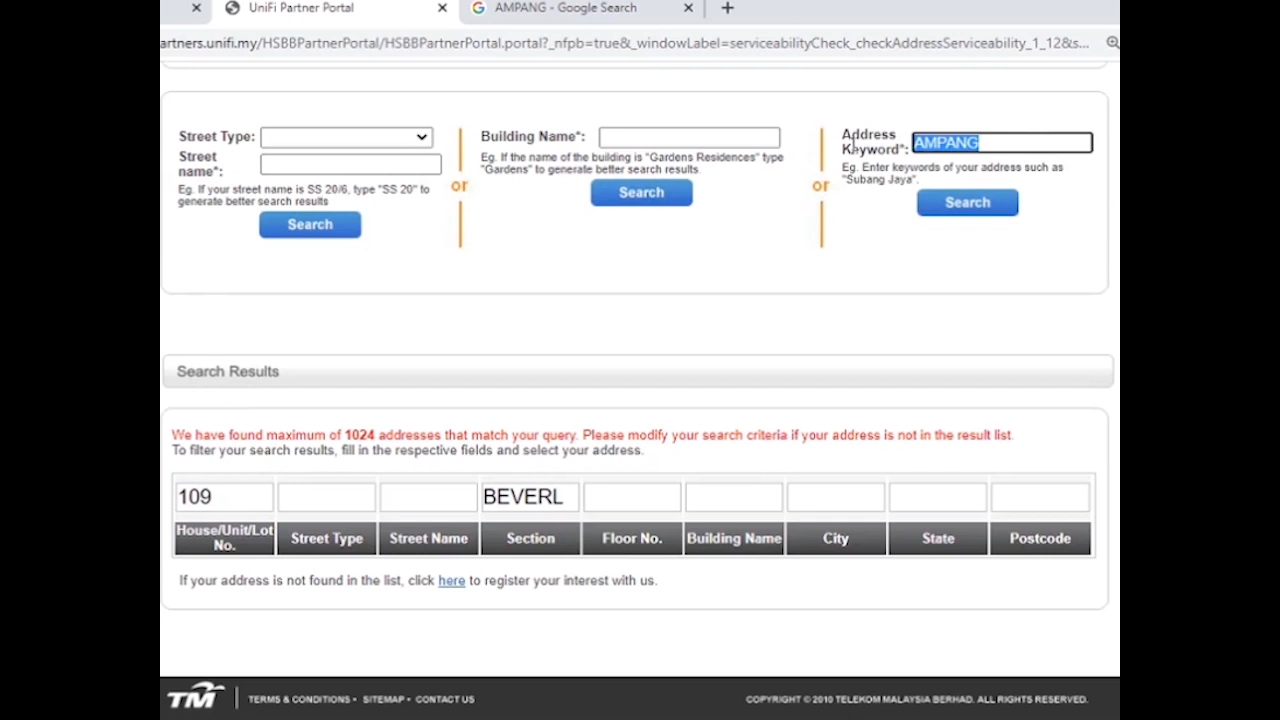 UniFi Partner Portal
AMPANG - Google Search
artners.unifi.my/HSBBPartnerPortal/HSBBPartnerPortal.portal?_nfpb=true&_windowLabel=serviceabilityCheck_checkAddressServiceability_1_12&s...
Street Type:
Street
name*:
Eg. If your street name is SS 20/6, type "SS 20" to
generate better search results
Search
or
Building Name*:
Eg. If the name of the building is "Gardens Residences" type
"Gardens" to generate better search results.
Search
or
Address
Keyword*:
AMPANG
Eg. Enter keywords of your address such as
"Subang Jaya".
Search
Search Results
We have found maximum of 1024 addresses that match your query. Please modify your search criteria if your address is not in the result list.
To filter your search results, fill in the respective fields and select your address.
109 BEVERL
House/Unit/Lot
No.
Street Type Street Name Section Floor No. Building Name City State Postcode
If your address is not found in the list, click here to register your interest with us.
TM TERMS & CONDITIONS • SITEMAP • CONTACT US COPYRIGHT © 2010 TELEKOM MALAYSIA BERHAD. ALL RIGHTS RESERVED.